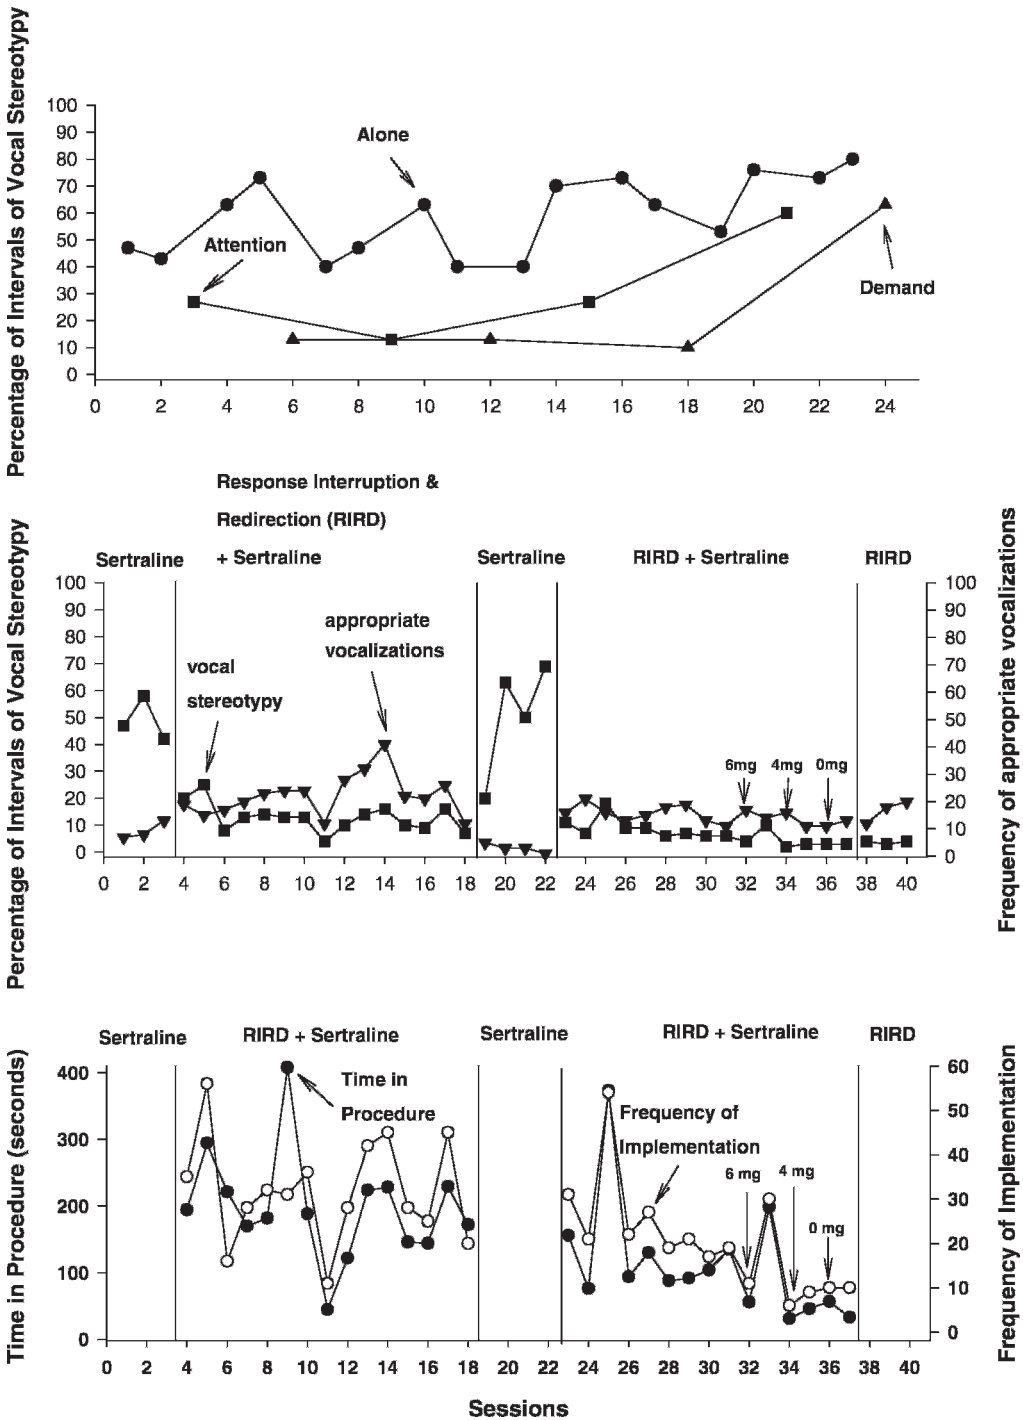 Percentage of Intervals of Vocal Stereotypy
100
90
80
70
60
50
40
30
20
10
0
Alone
Attention
Demand
0 2 4 6 8 10 12 14 16 18 20 22 24
Response Interruption &
Redirection (RIRD)
Sertraline + Sertraline Sertraline RIRD + Sertraline RIRD
Percentage of Intervals of Vocal Stereotypy
100
90
80
70
60
50
40
30
20
10
0
appropriate
vocalizations
vocal
stereotypy
6mg 4mg 0mg
100
90
80
70
60
50
40
30
20
10
0
Frequency of appropriate vocalizations
0 2 4 6 8 10 12 14 16 18 20 22 24 26 28 30 32 34 36 38 40
Sertraline RIRD + Sertraline Sertraline RIRD + Sertraline RIRD
Time in Procedure (seconds)
400
300
200
100
0
Time in
Procedure
Frequency of
Implementation
6 mg 4 mg
0 mg
60
50
40
30
20
10
0
Frequency of Implementation
0 2 4 6 8 10 12 14 16 18 20 22 24 26 28 30 32 34 36 38 40
Sessions